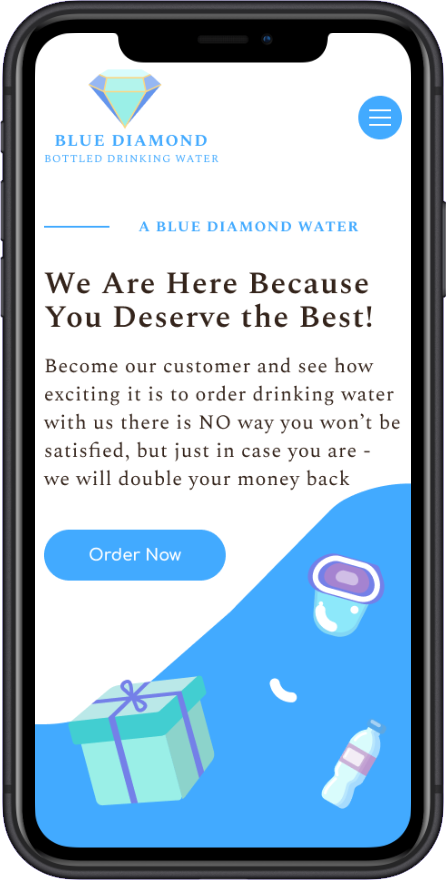 BLUE DIAMOND
BOTTLED DRINKING WATER
A BLUE DIAMOND WATER
We Are Here Because
You Deserve the Best!
Become our customer and see how
exciting it is to order drinking water
with us there is NO way you won’t be
satisfied, but just in case you are -
we will double your money back
Order Now